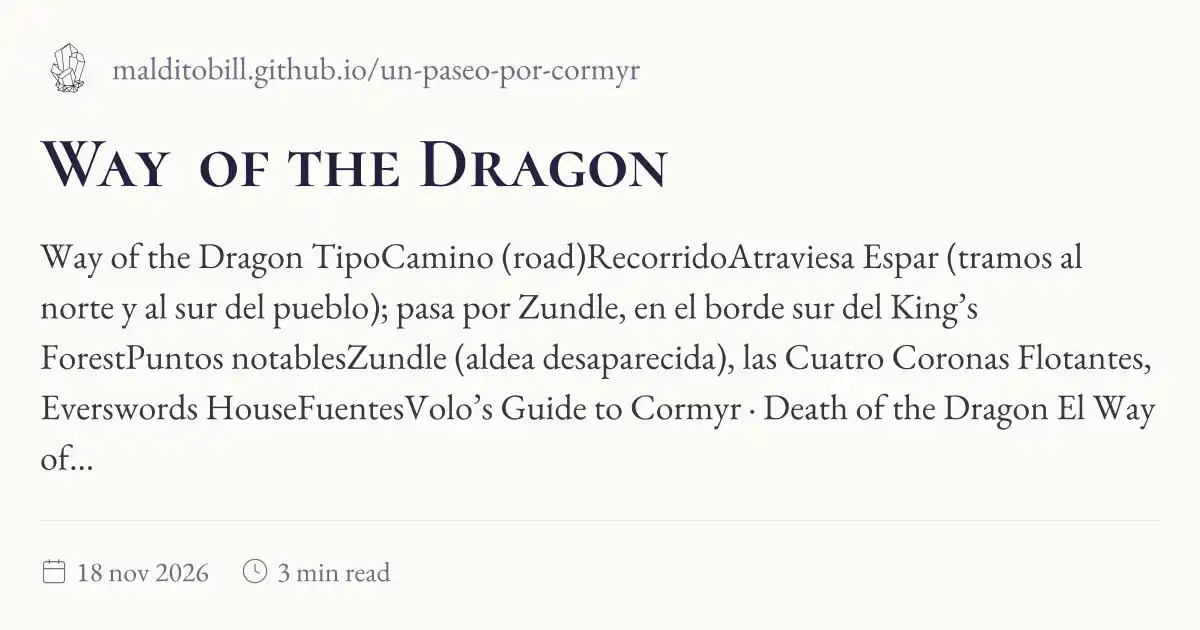 malditobill.github.io/un-paseo-por-cormyr
Way of the Dragon
Way of the Dragon TipoCamino (road)RecorridoAtraviesa Espar (tramos al
norte y al sur del pueblo); pasa por Zundle, en el borde sur del King’s
ForestPuntos notablesZundle (aldea desaparecida), las Cuatro Coronas Flotantes,
Everswords HouseFuentesVolo’s Guide to Cormyr · Death of the Dragon El Way
of...
18 nov 2026 3 min read